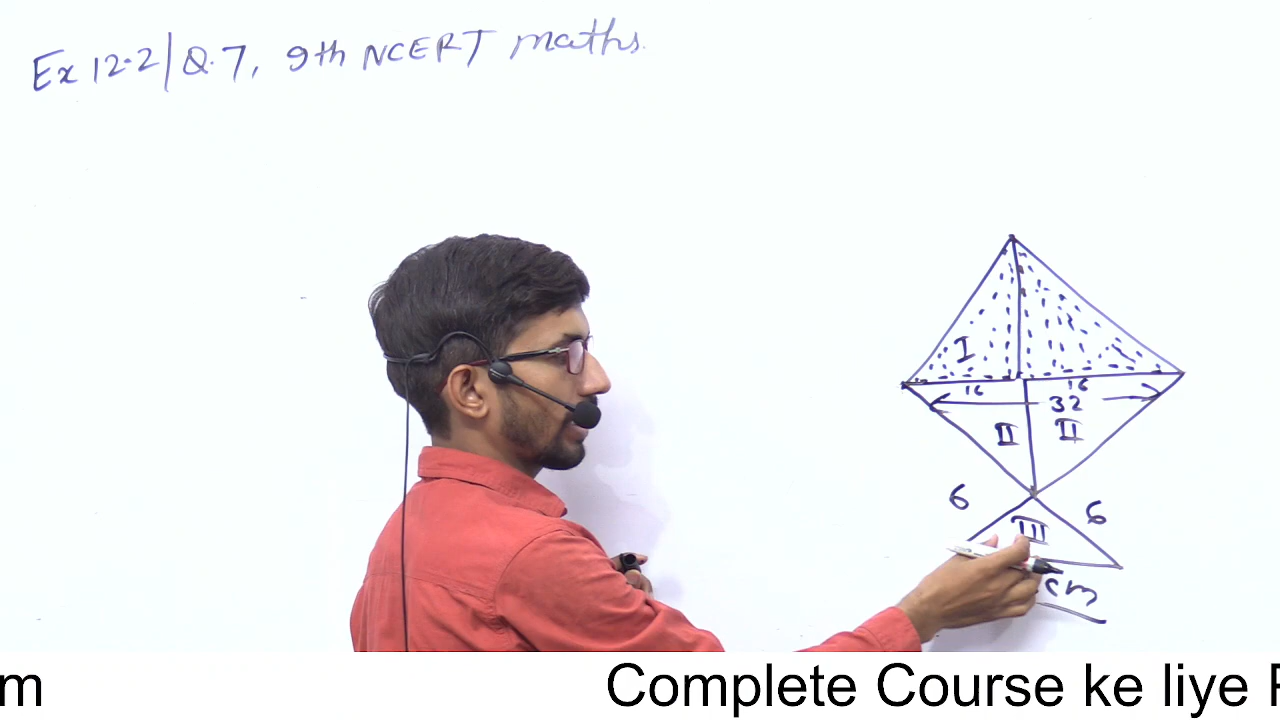 Ex 12.2 | Q.7, 9th NCERT maths.
I
I
16 16
32
II II
6 6
III
cm
m Complete Course ke liye